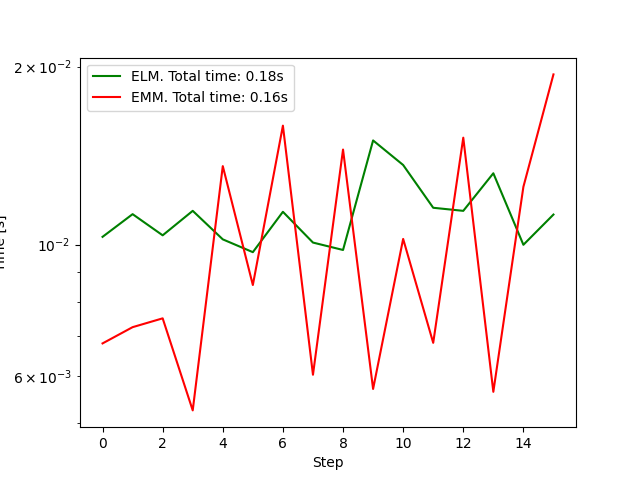 2 × 10⁻²
ELM. Total time: 0.18s
EMM. Total time: 0.16s
10⁻²
6 × 10⁻³
0 2 4 6 8 10 12 14
Step